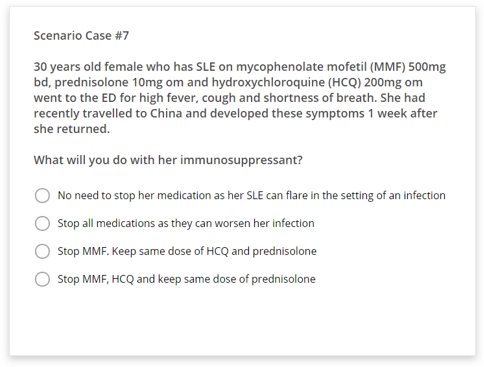 Scenario Case #7
30 years old female who has SLE on mycophenolate mofetil (MMF) 500mg
bd, prednisolone 10mg om and hydroxychloroquine (HCQ) 200mg om
went to the ED for high fever, cough and shortness of breath. She had
recently travelled to China and developed these symptoms 1 week after
she returned.
What will you do with her immunosuppressant?
No need to stop her medication as her SLE can flare in the setting of an infection
Stop all medications as they can worsen her infection
Stop MMF. Keep same dose of HCQ and prednisolone
Stop MMF, HCQ and keep same dose of prednisolone